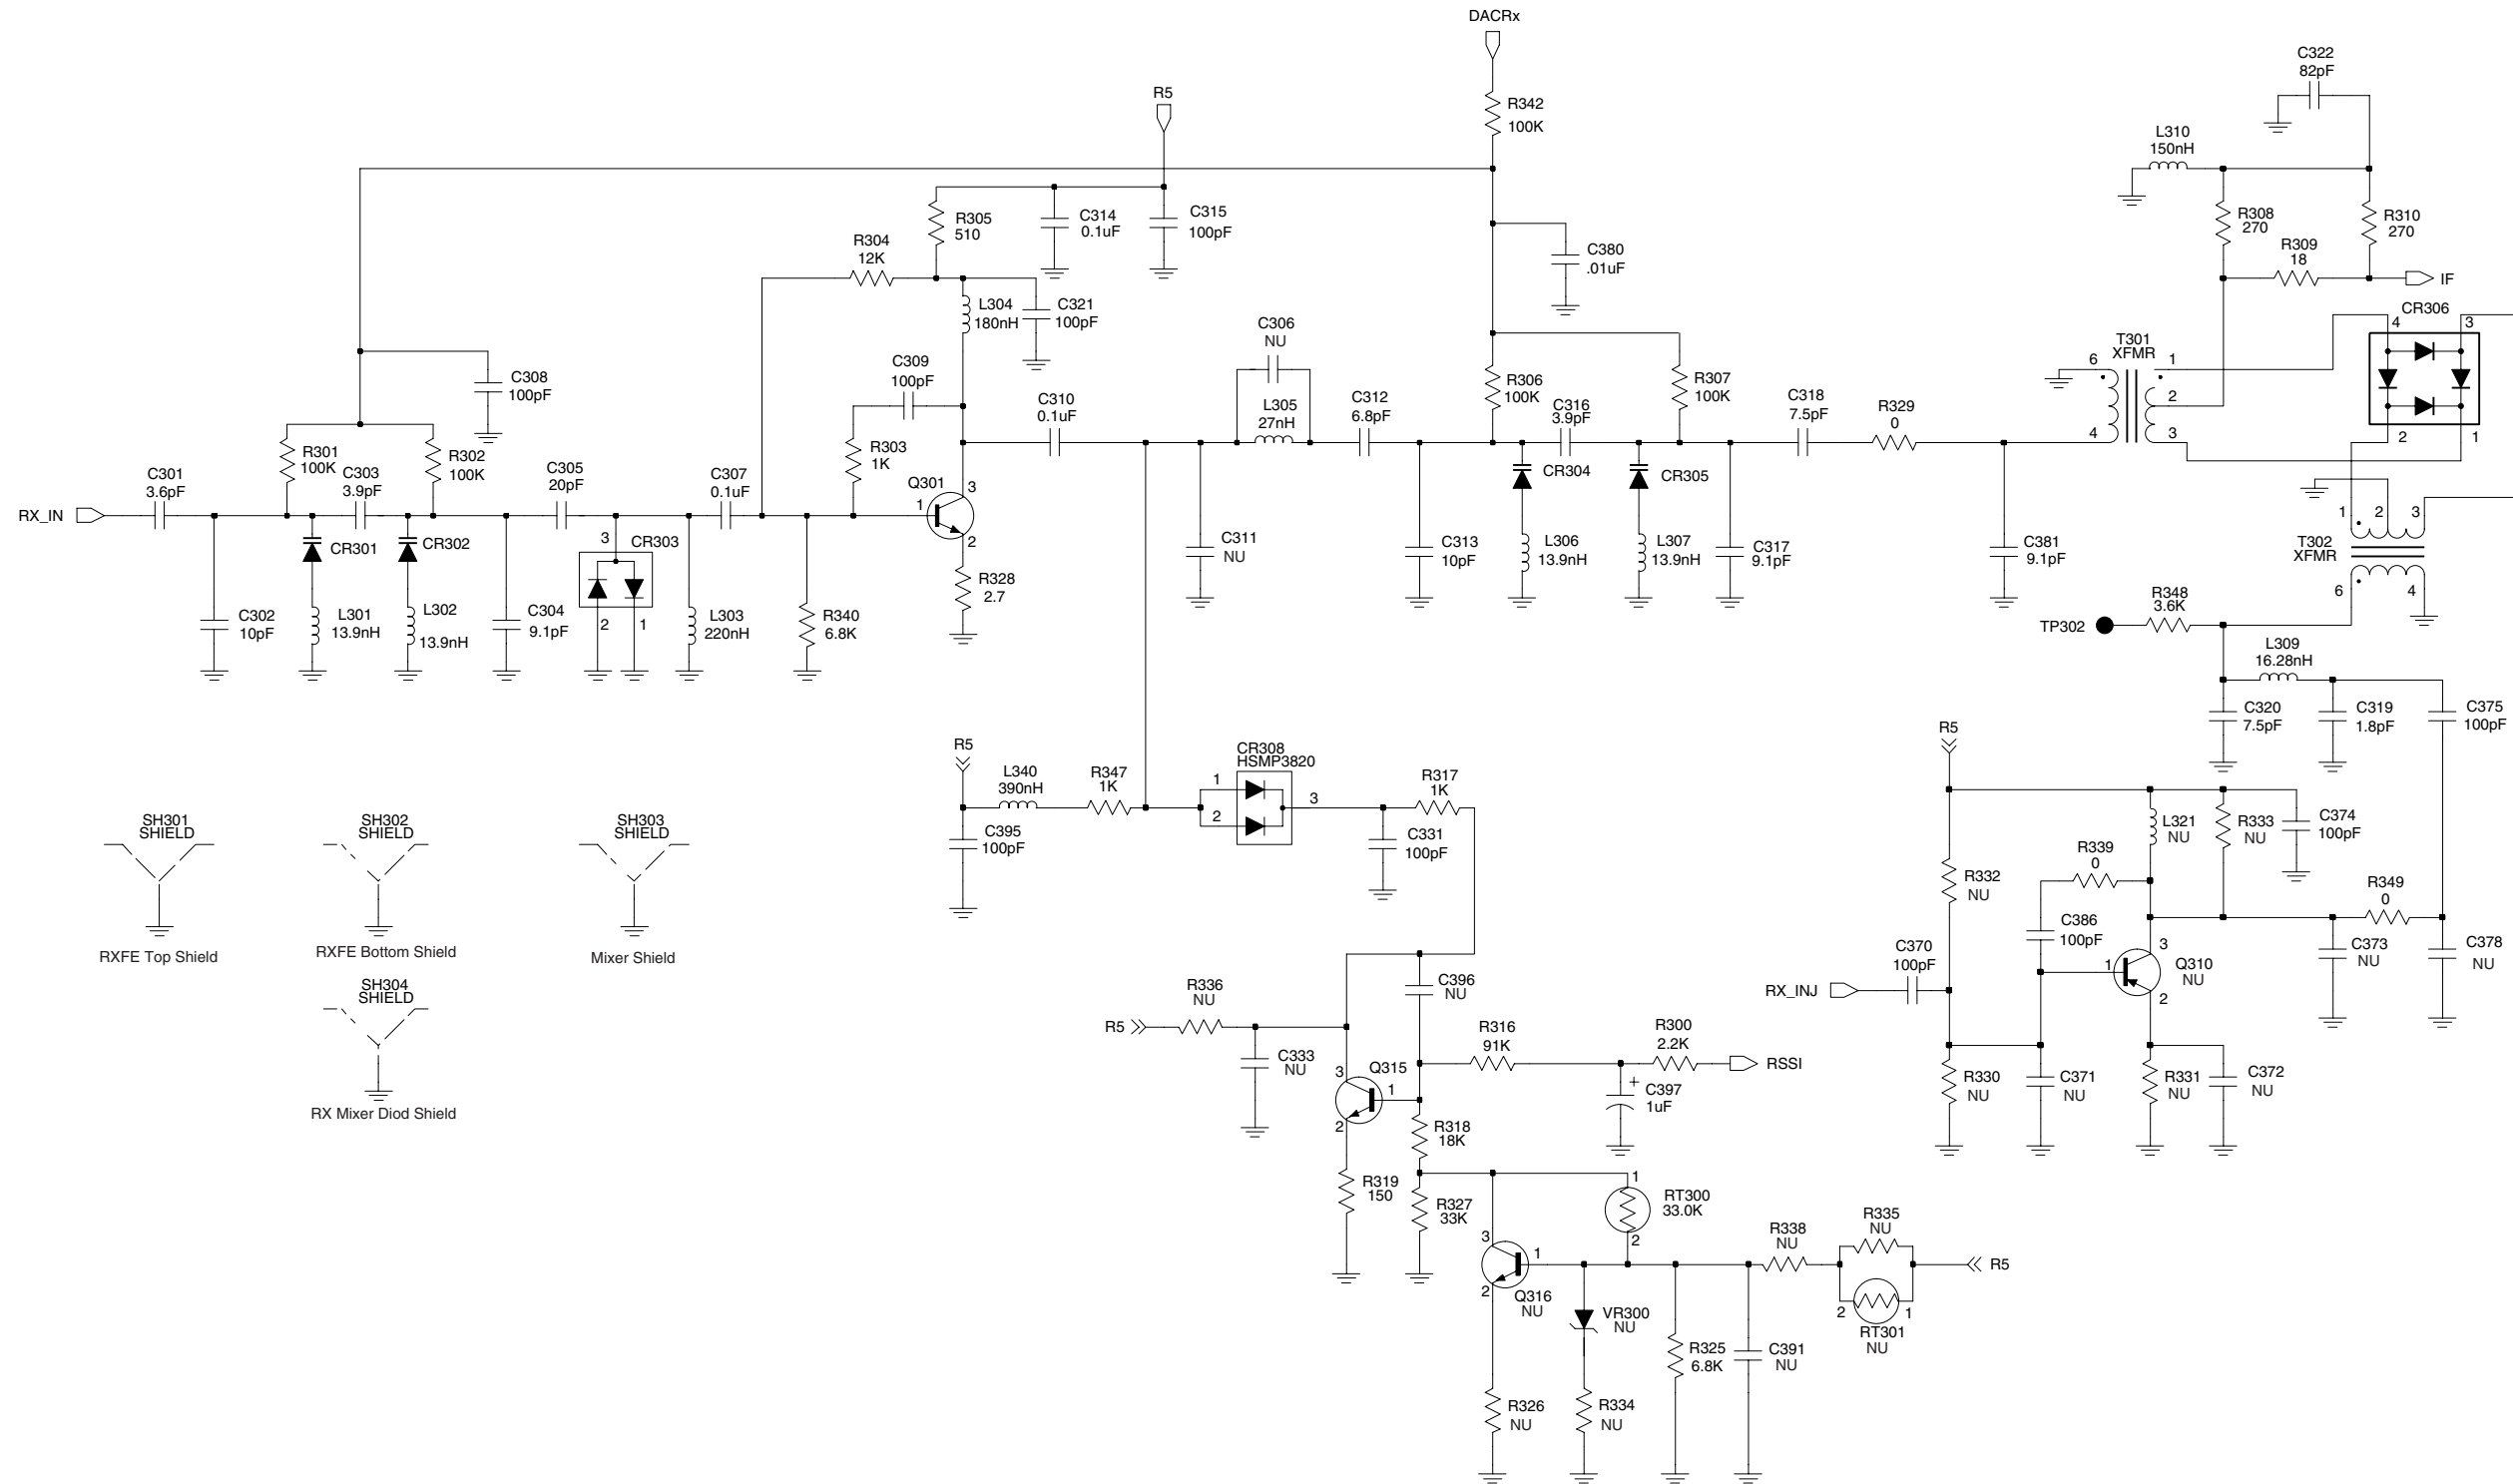 DACRx
R342
100K
R5
C322
82pF
L310
150nH
R308
270
R310
270
R309
18
IF
R305
510
C314
0.1uF
C315
100pF
R304
12K
C380
.01uF
L304
180nH
C321
100pF
C306
NU
C309
100pF
C308
100pF
CR306
4
3
2
1
T301
XFMR
6
1
2
4
3
R306
100K
R307
100K
C310
0.1uF
L305
27nH
C312
6.8pF
C316
3.9pF
C318
7.5pF
R329
0
R303
1K
R301
100K
R302
100K
C301
3.6pF
C303
3.9pF
C305
20pF
C307
0.1uF
Q301
3
1
2
CR304
CR305
RX_IN
CR301
CR302
3
CR303
2
1
1
2
3
T302
XFMR
6
4
C311
NU
C313
10pF
L306
13.9nH
L307
13.9nH
C317
9.1pF
C381
9.1pF
R328
2.7
C302
10pF
L301
13.9nH
L302
13.9nH
C304
9.1pF
L303
220nH
R340
6.8K
R348
3.6K
TP302
L309
16.28nH
C320
7.5pF
C319
1.8pF
C375
100pF
R5
R5
L340
390nH
R347
1K
CR308
HSMP3820
1
2
3
R317
1K
C395
100pF
C331
100pF
SH301
SHIELD
RXFE Top Shield
SH302
SHIELD
RXFE Bottom Shield
SH303
SHIELD
Mixer Shield
SH304
SHIELD
RX Mixer Diod Shield
L321
NU
R333
NU
C374
100pF
R339
0
R332
NU
R349
0
C386
100pF
C370
100pF
3
1
2
Q310
NU
C373
NU
C378
NU
RX_INJ
R336
NU
C396
NU
R5
C333
NU
R316
91K
R300
2.2K
RSSI
Q315
3
1
2
+
C397
1uF
R330
NU
C371
NU
R331
NU
C372
NU
R318
18K
R319
150
R327
33K
1
RT300
33.0K
2
3
1
2
Q316
NU
R338
NU
R335
NU
R5
2
1
RT301
NU
VR300
NU
R325
6.8K
C391
NU
R326
NU
R334
NU